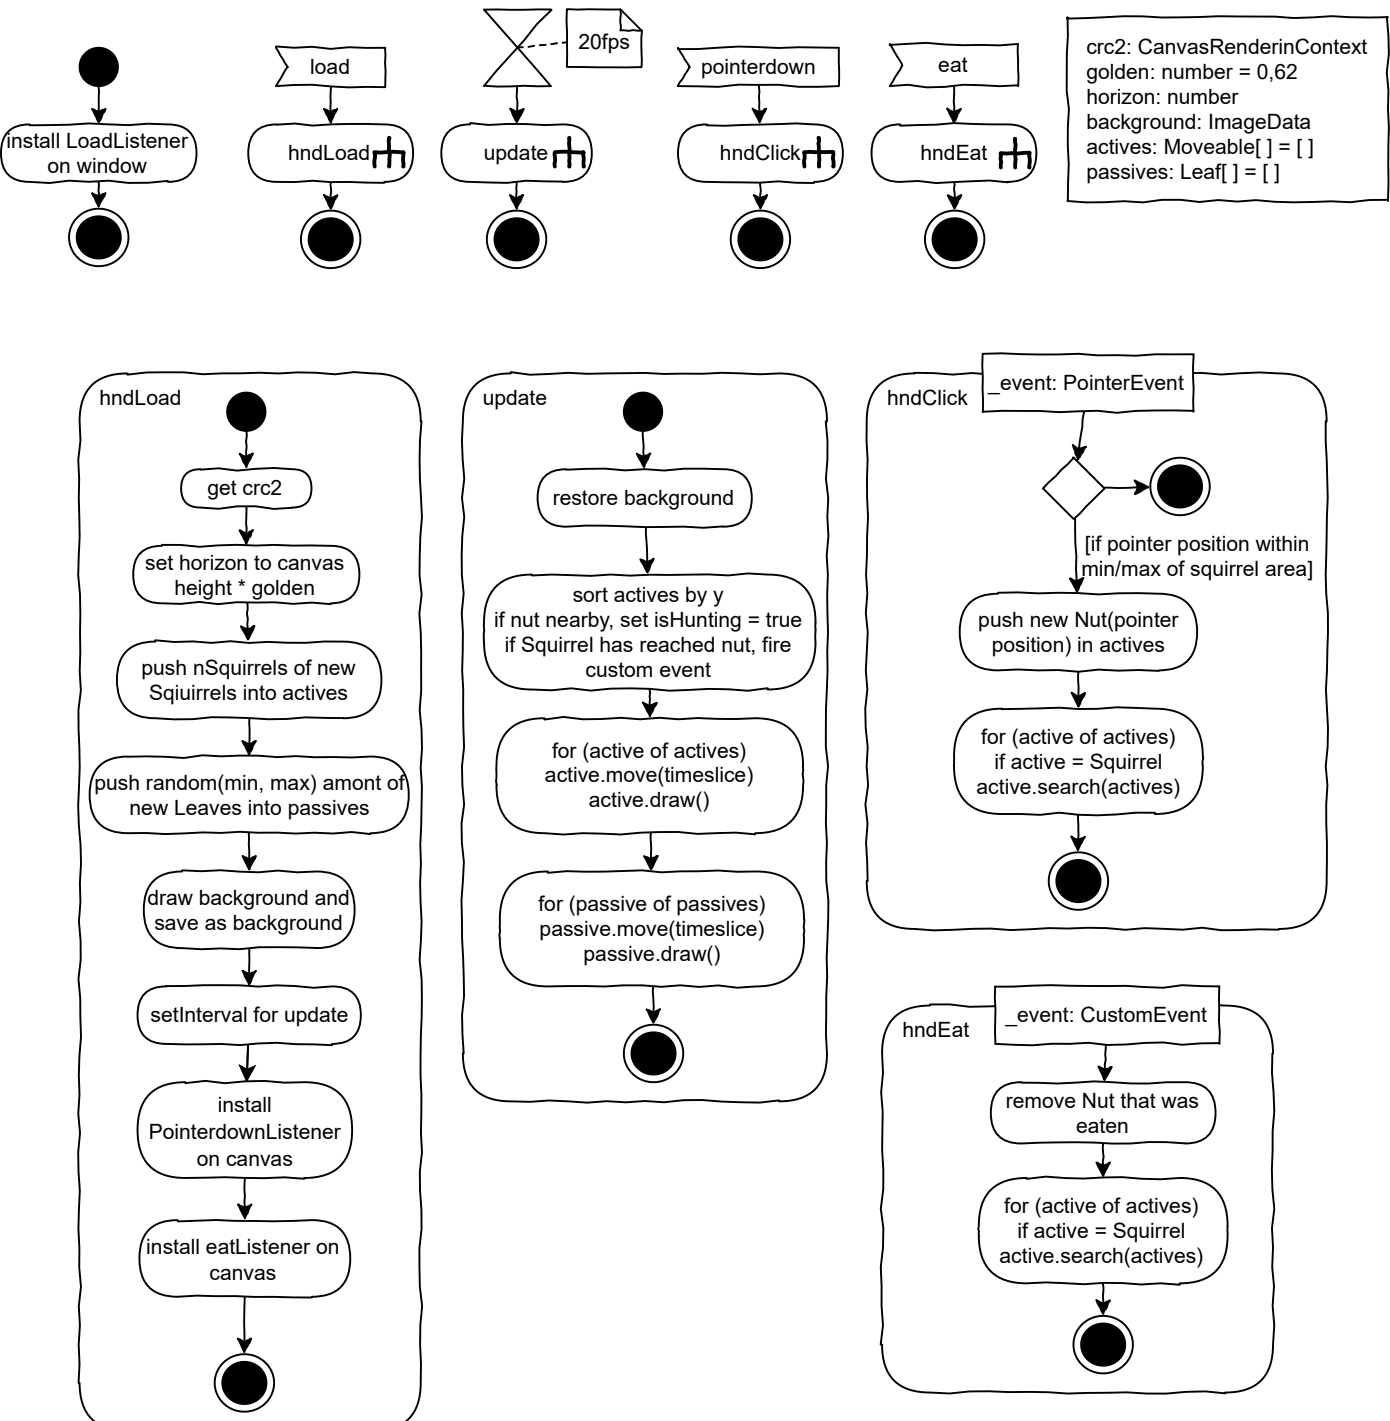 install LoadListener
on window
load
hndLoad
20fps
update
pointerdown
hndClick
eat
hndEat
crc2: CanvasRenderinContext
golden: number = 0,62
horizon: number
background: ImageData
actives: Moveable[ ] = [ ]
passives: Leaf[ ] = [ ]
hndLoad
get crc2
set horizon to canvas
height * golden
push nSquirrels of new
Sqiuirrels into actives
push random(min, max) amont of
new Leaves into passives
draw background and
save as background
setInterval for update
install
PointerdownListener
on canvas
install eatListener on
canvas
update
restore background
sort actives by y
if nut nearby, set isHunting = true
if Squirrel has reached nut, fire
custom event
for (active of actives)
active.move(timeslice)
active.draw()
for (passive of passives)
passive.move(timeslice)
passive.draw()
hndClick
_event: PointerEvent
[if pointer position within
min/max of squirrel area]
push new Nut(pointer
position) in actives
for (active of actives)
if active = Squirrel
active.search(actives)
hndEat
_event: CustomEvent
remove Nut that was
eaten
for (active of actives)
if active = Squirrel
active.search(actives)